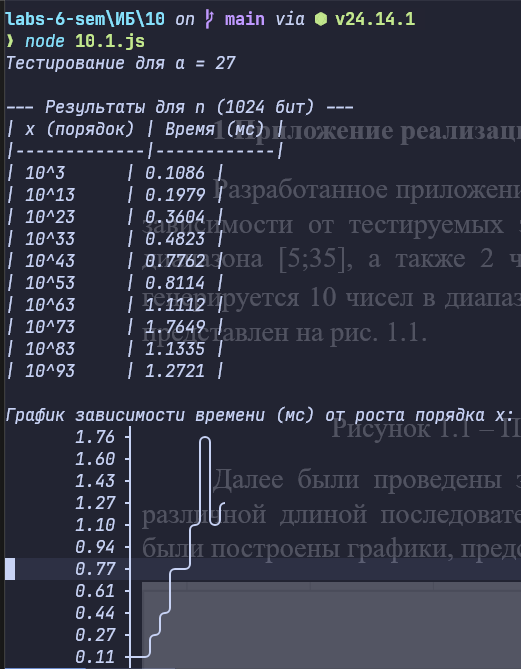 labs-6-sem\ИБ\10 on main via v24.14.1
❯ node 10.1.js
Тестирование для a = 27
--- Результаты для n (1024 бит) ---
| x (порядок) | Время (мс) |
|-------------|------------|
| 10^3 | 0.1086 |
| 10^13 | 0.1979 |
| 10^23 | 0.3604 |
| 10^33 | 0.4823 |
| 10^43 | 0.7762 |
| 10^53 | 0.8114 |
| 10^63 | 1.1112 |
| 10^73 | 1.7649 |
| 10^83 | 1.1335 |
| 10^93 | 1.2721 |
График зависимости времени (мс) от роста порядка x:
1.76
1.60
1.43
1.27
1.10
0.94
0.77
0.61
0.44
0.27
0.11
1 Приложение реализаци
Разработанное приложени
зависимости от тестируемых
диапазона [5;35], а также 2 ч
генерируется 10 чисел в диапаз
представлен на рис. 1.1.
Рисунок 1.1 – П
Далее были проведены э
различной длиной последовате
были построены графики, предс